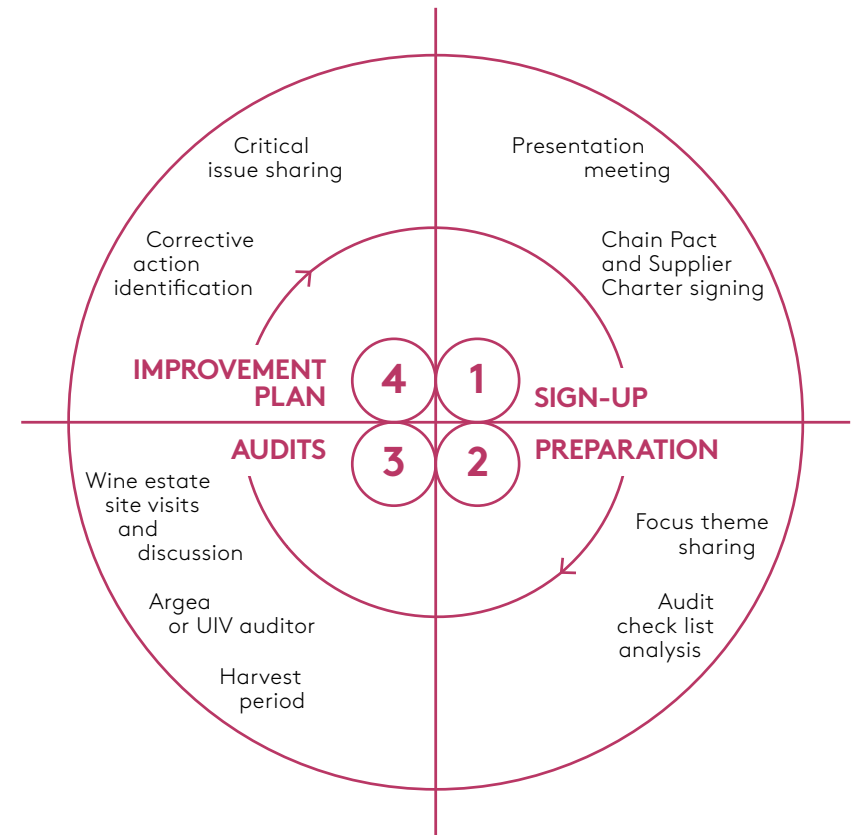 Presentation
meeting
Chain Pact
and Supplier
Charter signing
1
SIGN-UP
2
PREPARATION
Focus theme
sharing
Audit
check list
analysis
3
AUDITS
Wine estate
site visits
and
discussion
Argea
or UIV auditor
Harvest
period
4
IMPROVEMENT
PLAN
Critical
issue sharing
Corrective
action
identification